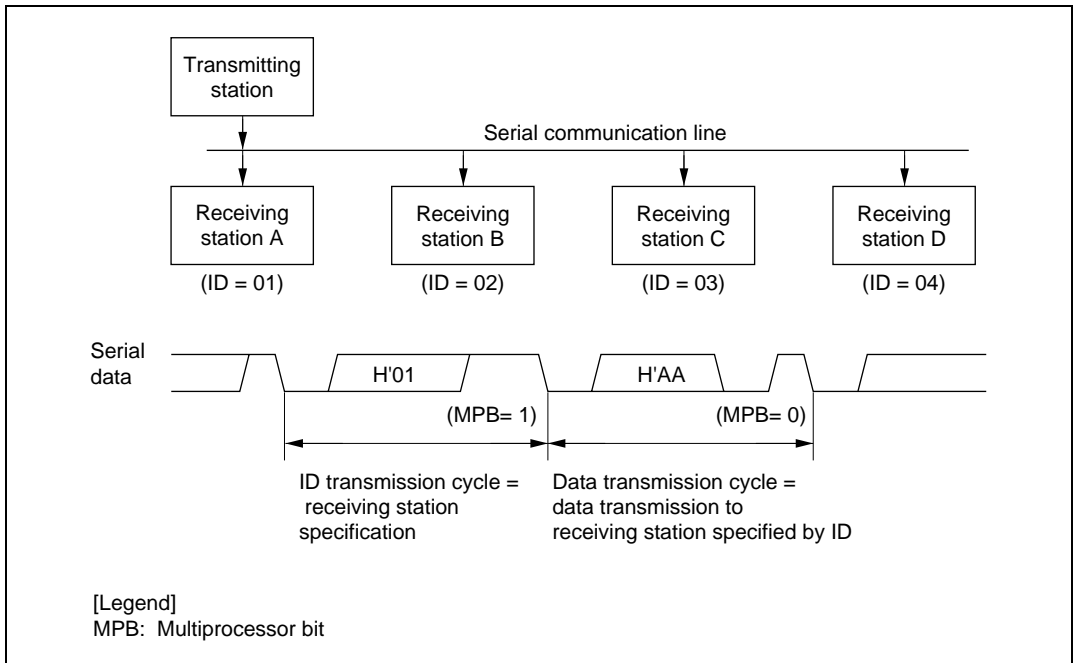 Transmitting
station
Serial communication line
Receiving
station A
Receiving
station B
Receiving
station C
Receiving
station D
(ID = 01)
(ID = 02)
(ID = 03)
(ID = 04)
Serial
data
H'01
H'AA
(MPB= 1)
(MPB= 0)
ID transmission cycle =
receiving station
specification
Data transmission cycle =
data transmission to
receiving station specified by ID
[Legend]
MPB: Multiprocessor bit